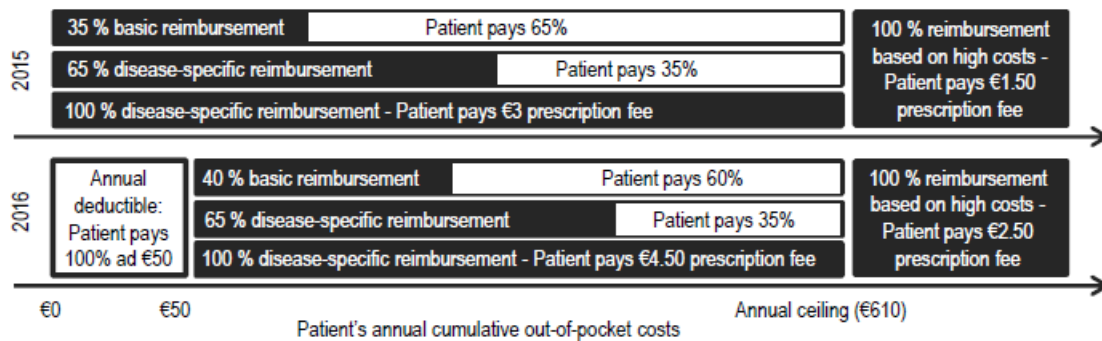 2015
35 % basic reimbursement
Patient pays 65%
65 % disease-specific reimbursement
Patient pays 35%
100 % disease-specific reimbursement - Patient pays €3 prescription fee
100 % reimbursement
based on high costs -
Patient pays €1.50
prescription fee
2016
Annual
deductible:
Patient pays
100% ad €50
40 % basic reimbursement
Patient pays 60%
65 % disease-specific reimbursement
Patient pays 35%
100 % disease-specific reimbursement - Patient pays €4.50 prescription fee
100 % reimbursement
based on high costs -
Patient pays €2.50
prescription fee
€0
€50
Annual ceiling (€610)
Patient's annual cumulative out-of-pocket costs